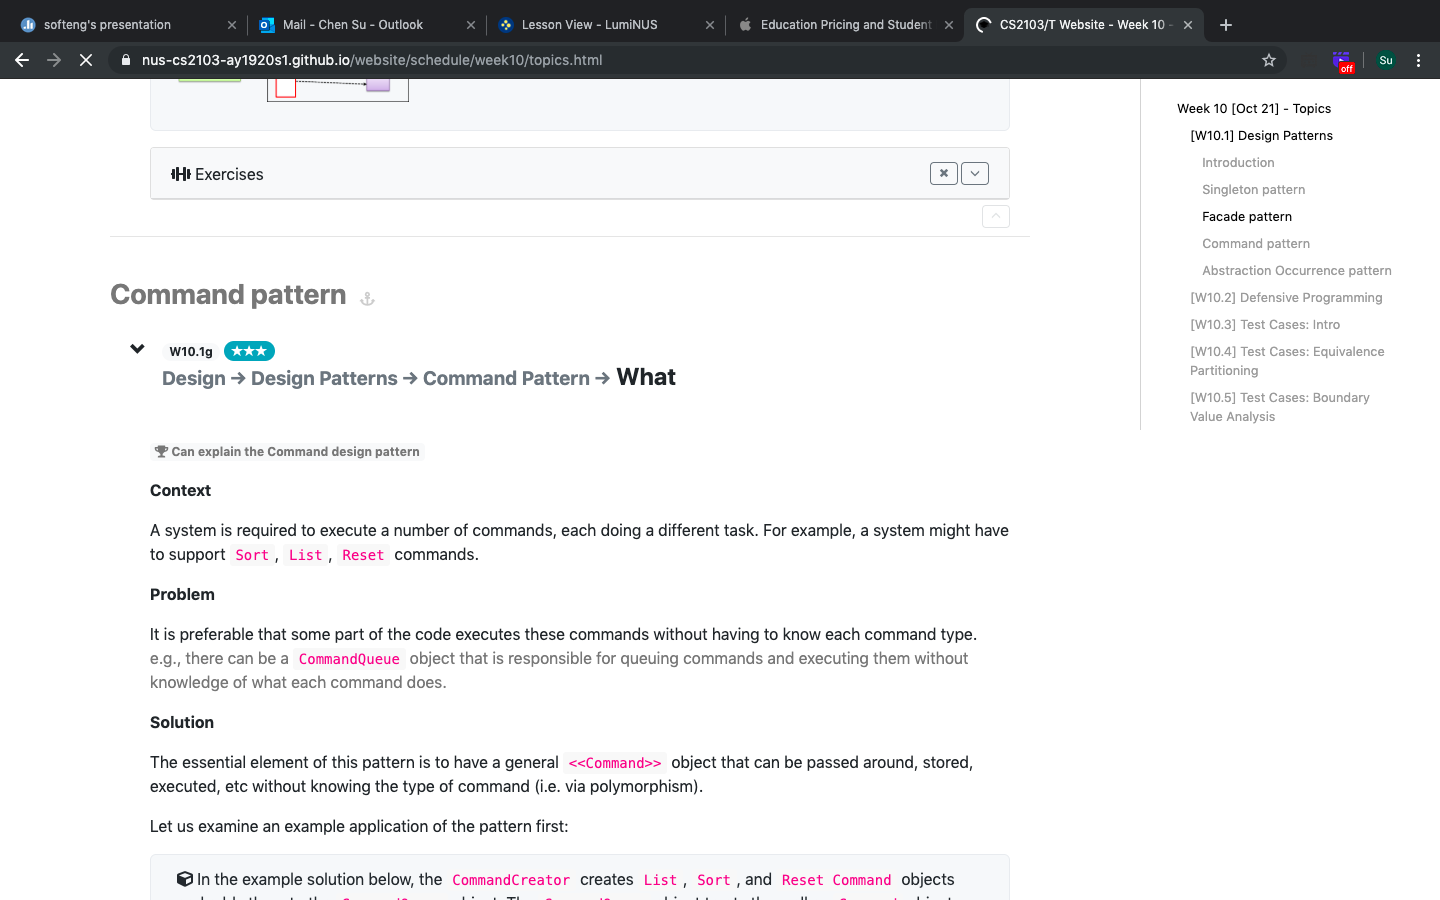 softeng's presentation
Mail - Chen Su - Outlook
Lesson View - LumiNUS
Education Pricing and Student
CS2103/T Website - Week 10 -
nus-cs2103-ay1920s1.github.io/website/schedule/week10/topics.html
off
Su
Exercises
Command pattern
W10.1g
Design → Design Patterns → Command Pattern → What
Can explain the Command design pattern
Context
A system is required to execute a number of commands, each doing a different task. For example, a system might have
to support Sort , List , Reset commands.
Problem
It is preferable that some part of the code executes these commands without having to know each command type.
e.g., there can be a CommandQueue object that is responsible for queuing commands and executing them without
knowledge of what each command does.
Solution
The essential element of this pattern is to have a general <<Command>> object that can be passed around, stored,
executed, etc without knowing the type of command (i.e. via polymorphism).
Let us examine an example application of the pattern first:
In the example solution below, the CommandCreator creates List , Sort , and Reset Command objects
Week 10 [Oct 21] - Topics
[W10.1] Design Patterns
Introduction
Singleton pattern
Facade pattern
Command pattern
Abstraction Occurrence pattern
[W10.2] Defensive Programming
[W10.3] Test Cases: Intro
[W10.4] Test Cases: Equivalence
Partitioning
[W10.5] Test Cases: Boundary
Value Analysis